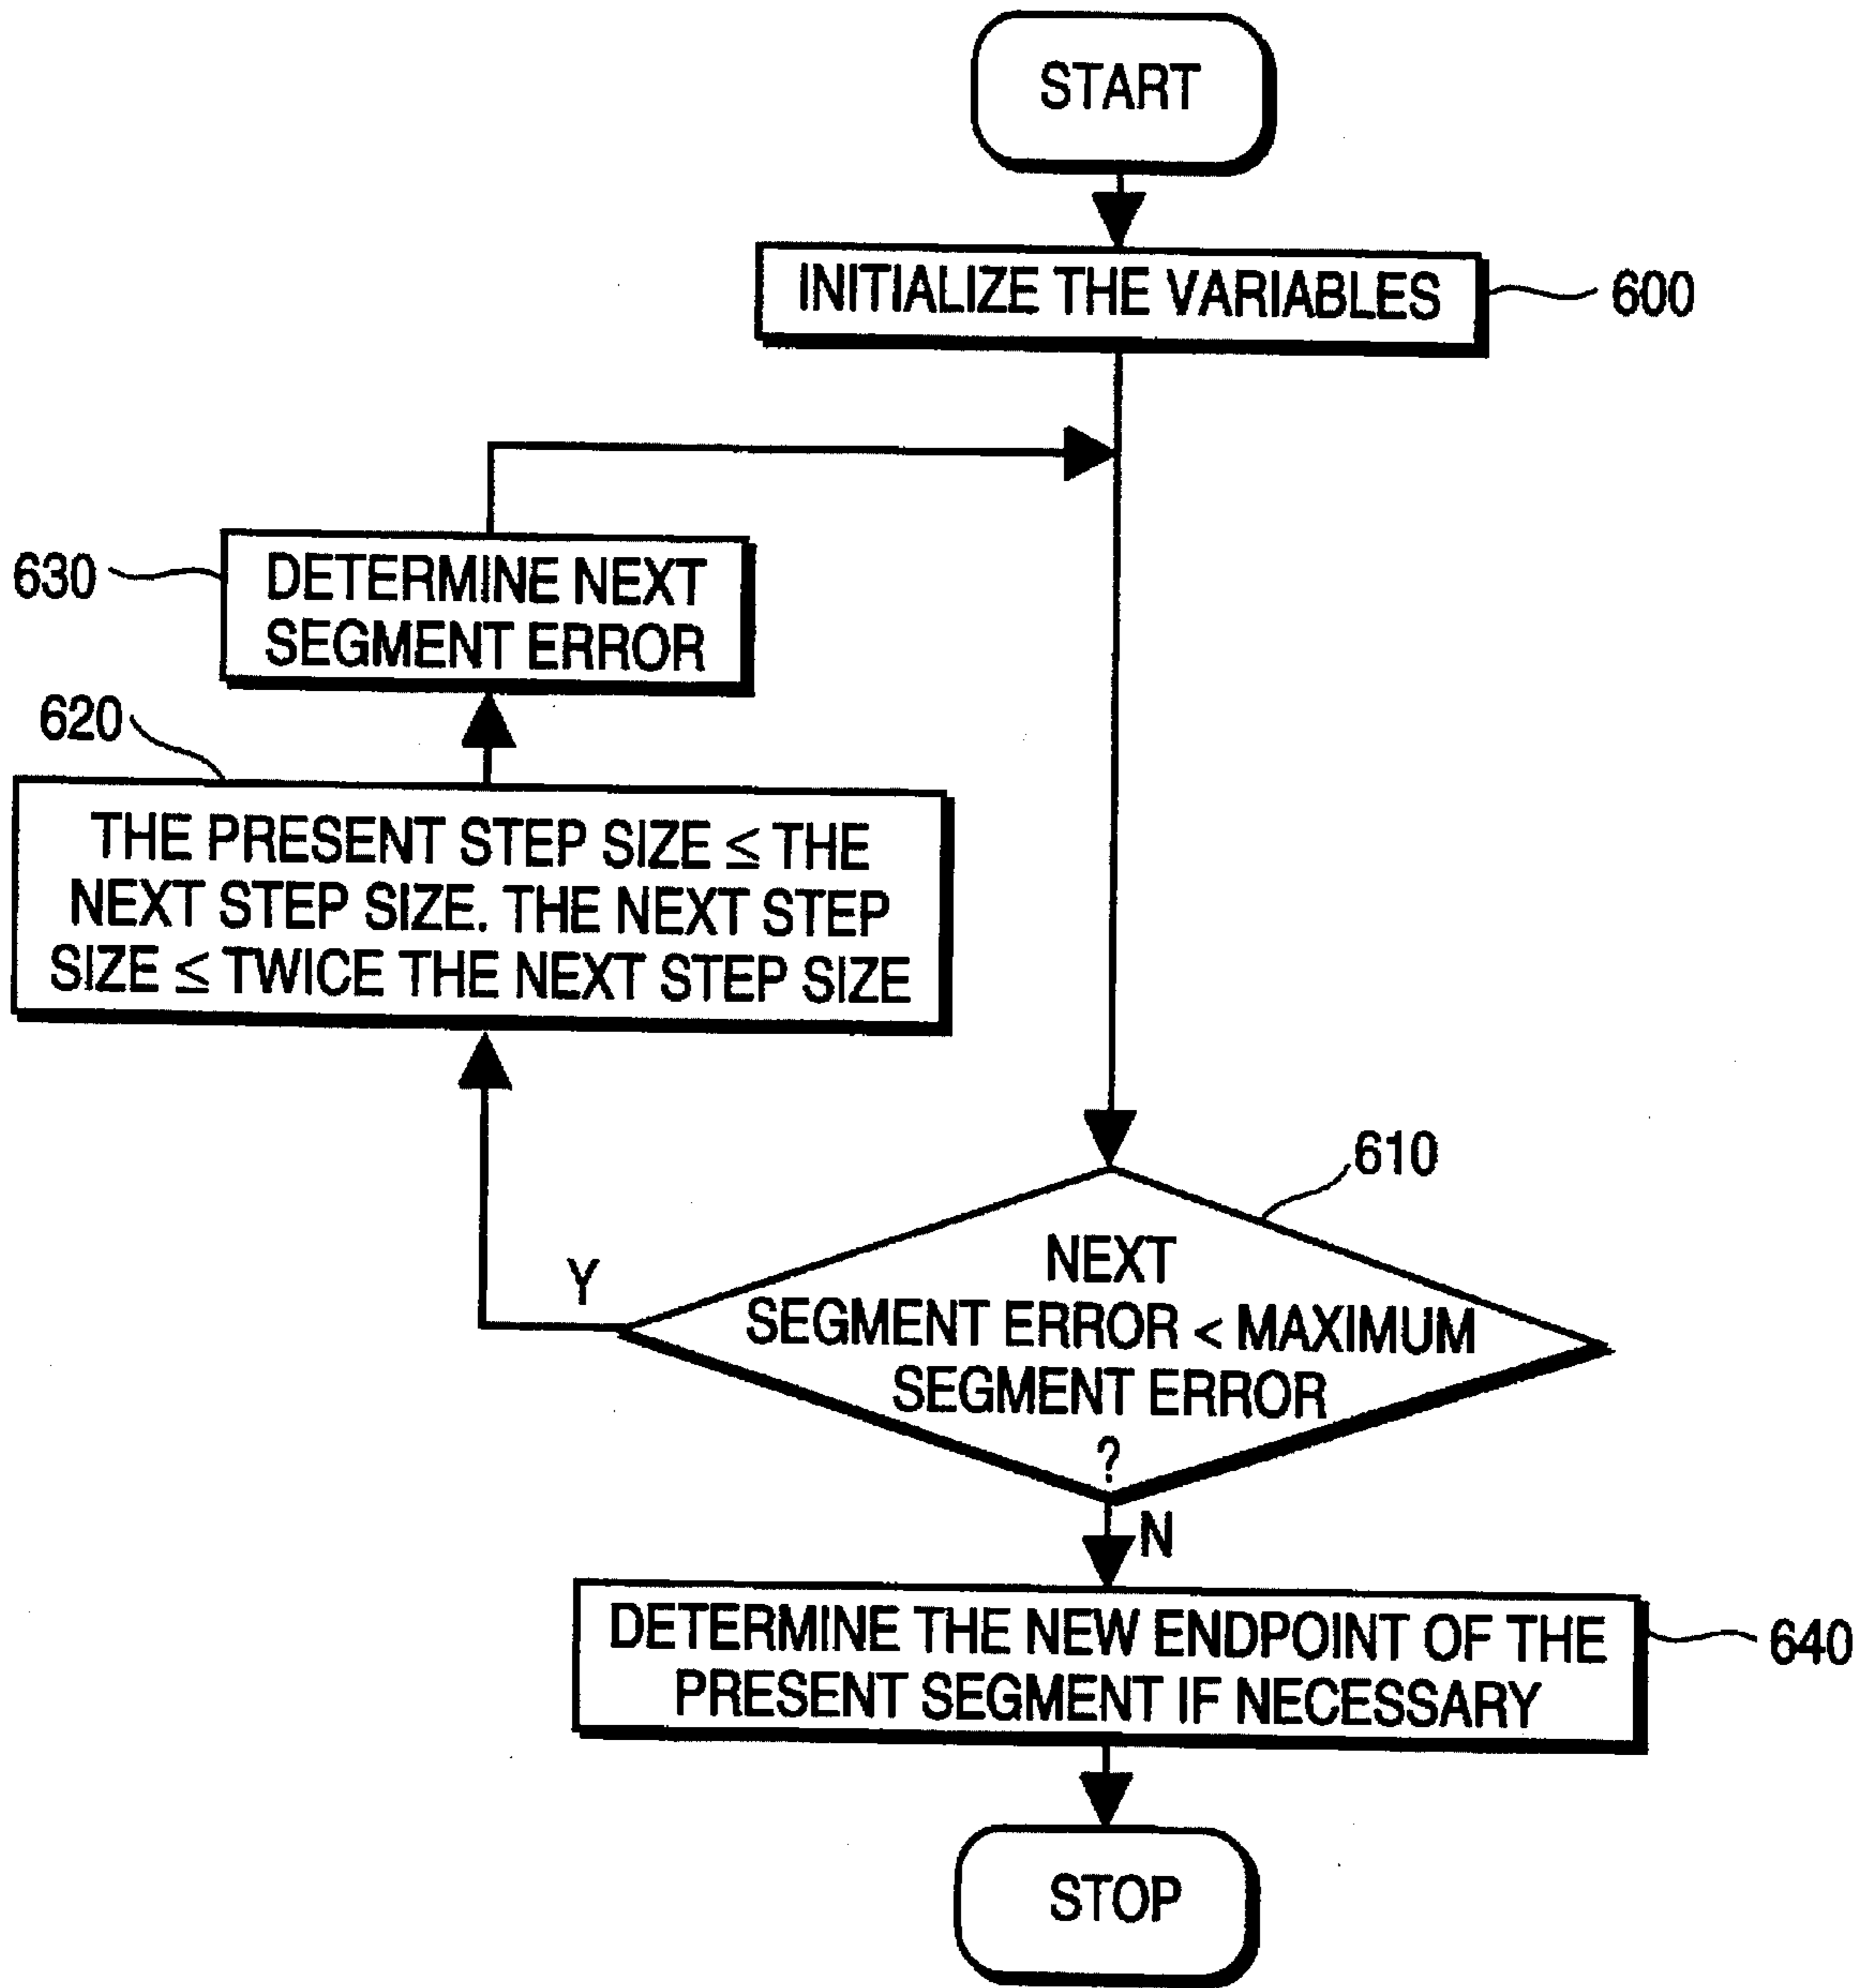 START
INITIALIZE THE VARIABLES
600
630
DETERMINE NEXT
SEGMENT ERROR
620
THE PRESENT STEP SIZE ≤ THE
NEXT STEP SIZE. THE NEXT STEP
SIZE ≤ TWICE THE NEXT STEP SIZE
610
NEXT
SEGMENT ERROR < MAXIMUM
SEGMENT ERROR
?
Y
N
DETERMINE THE NEW ENDPOINT OF THE
PRESENT SEGMENT IF NECESSARY
640
STOP